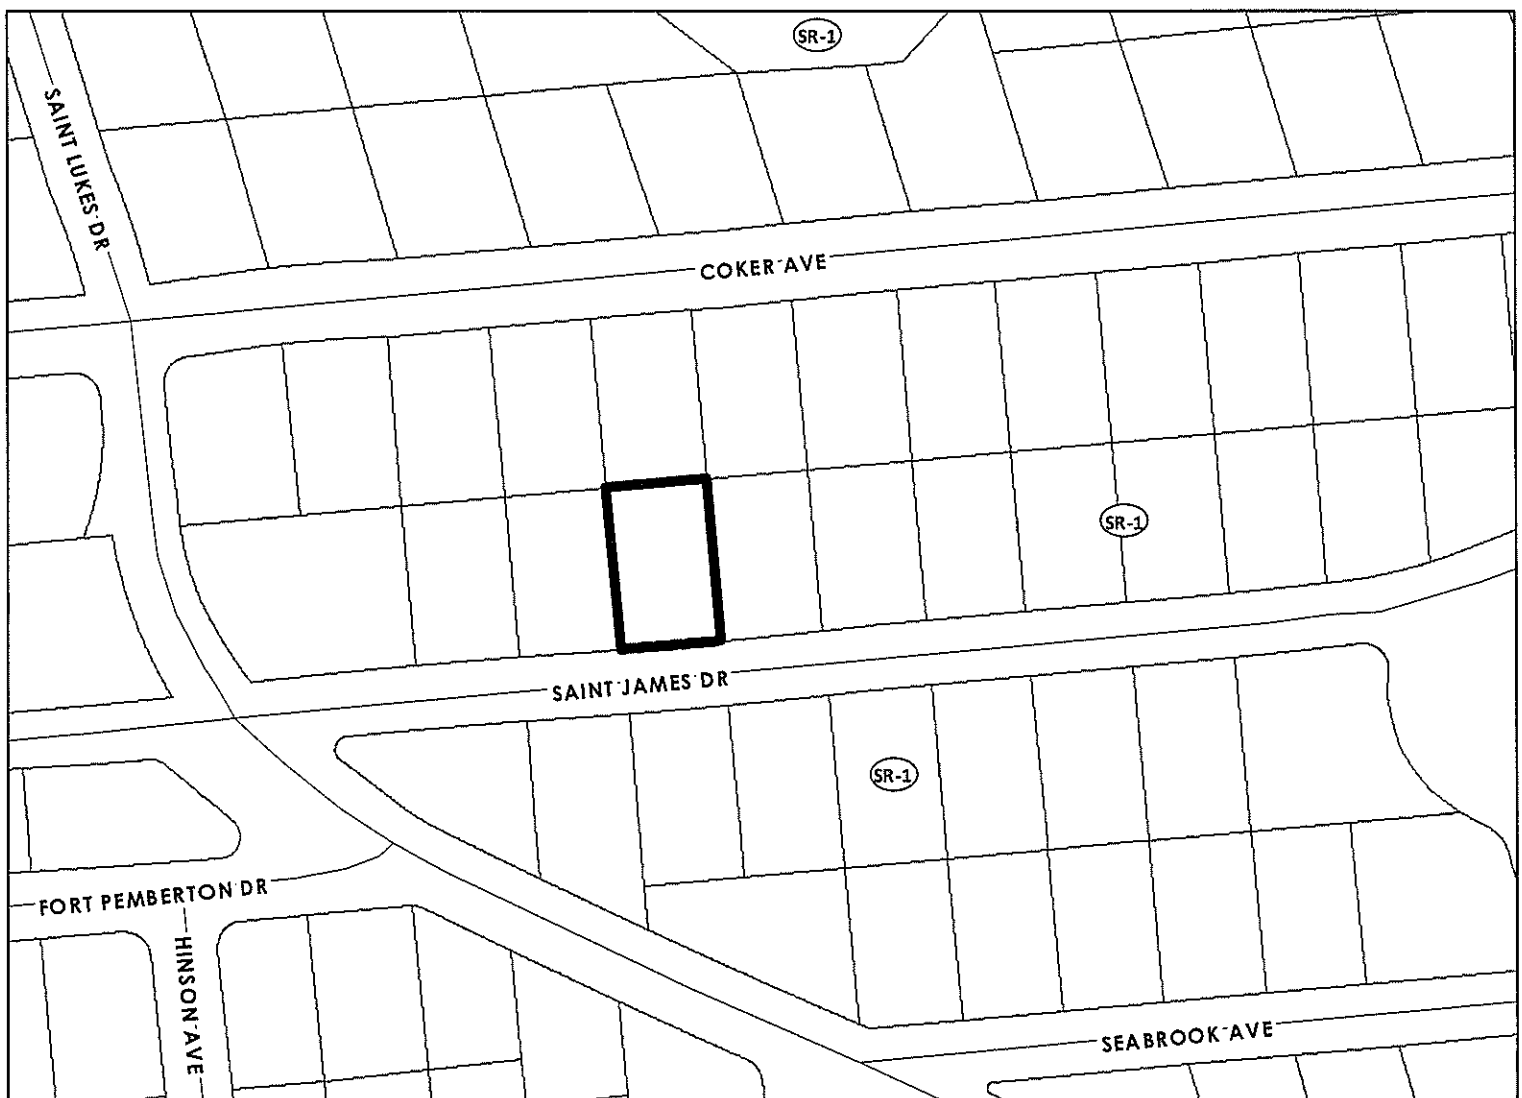 SR-1
SAINT LUKES DR
COKER AVE
SR-1
SAINT JAMES DR
SR-1
FORT PEMBERTON DR
HINSON AVE
SEABROOK AVE